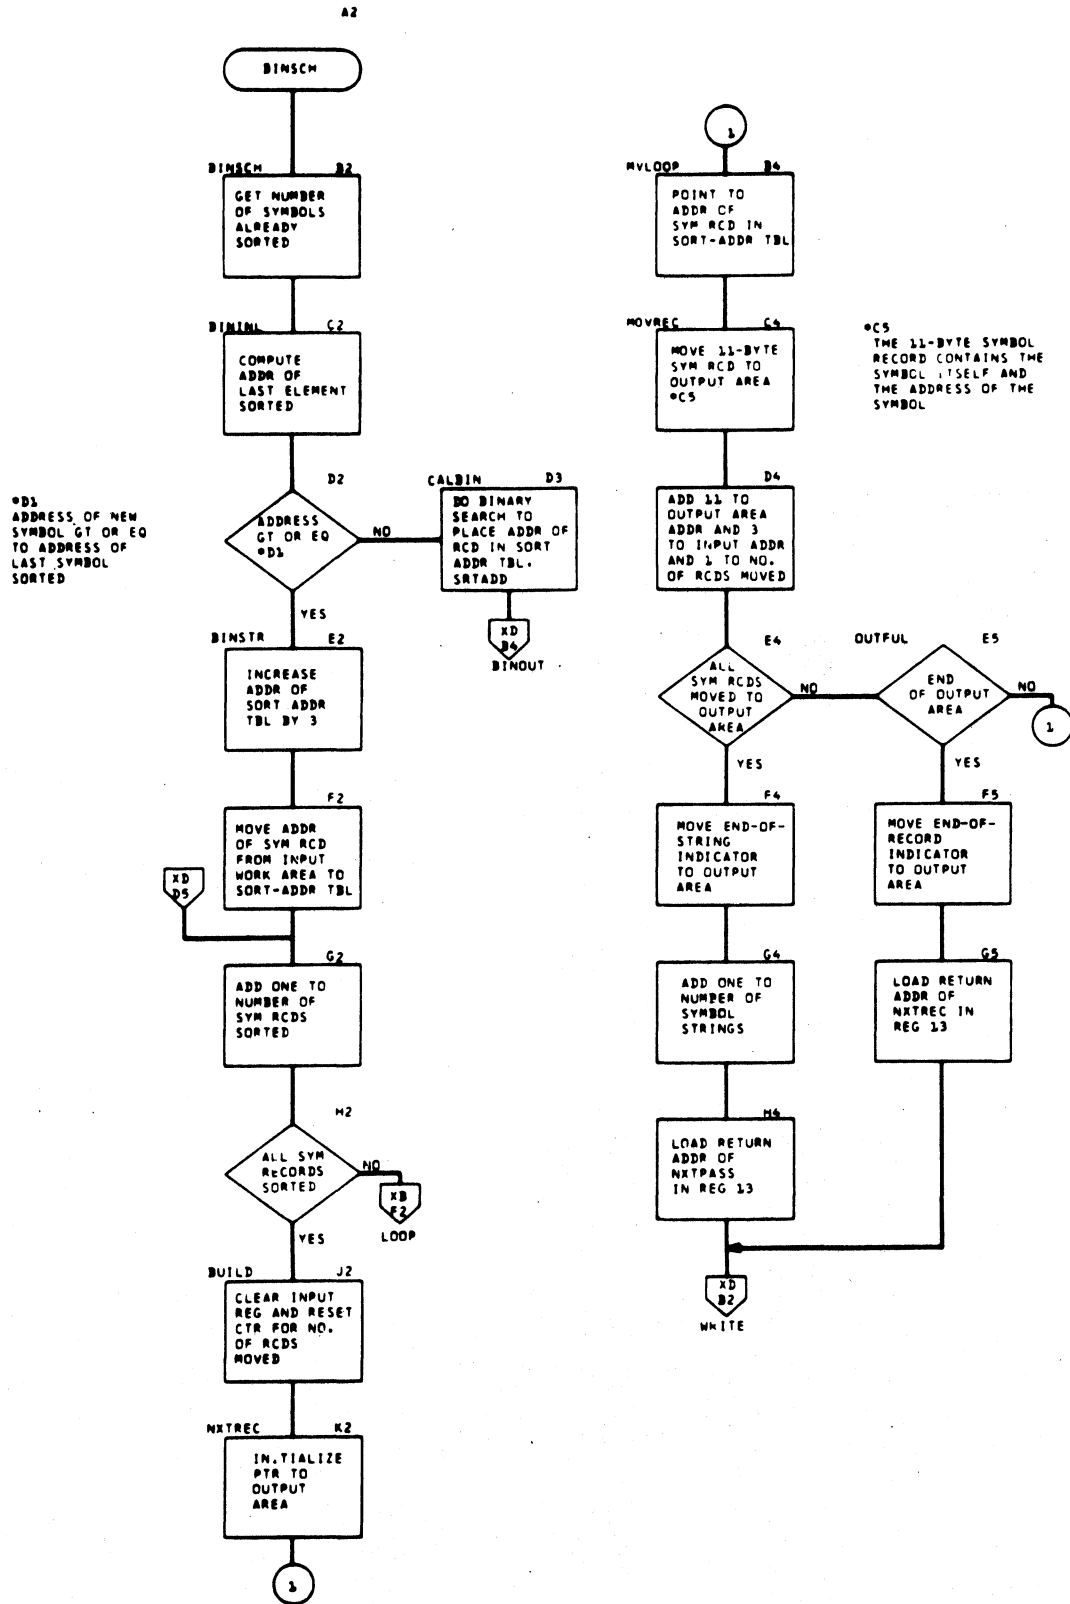 A2
BINSCH
BINSCH B2
GET NUMBER
OF SYMBOLS
ALREADY
SORTED
BININL C2
COMPUTE
ADDR OF
LAST ELEMENT
SORTED
D2
*D1
ADDRESS OF NEW
SYMBOL GT OR EQ
TO ADDRESS OF
LAST SYMBOL
SORTED
ADDRESS
GT OR EQ
*D1
NO
CALBIN D3
DO BINARY
SEARCH TO
PLACE ADDR OF
RCD IN SORT
ADDR TBL.
SRTADD
XD
B4
BINOUT
YES
BINSTR E2
INCREASE
ADDR OF
SORT ADDR
TBL BY 3
F2
MOVE ADDR
OF SYM RCD
FROM INPUT
WORK AREA TO
SORT-ADDR TBL
XD
D5
G2
ADD ONE TO
NUMBER OF
SYM RCDS
SORTED
H2
ALL SYM
RECORDS
SORTED
NO
XB
F2
LOOP
YES
BUILD J2
CLEAR INPUT
REG AND RESET
CTR FOR NO.
OF RCDS
MOVED
NXTREC K2
IN.TIALIZE
PTR TO
OUTPUT
AREA
1
1
MVLOOP B4
POINT TO
ADDR OF
SYM RCD IN
SORT-ADDR TBL
MOVREC C4
MOVE 11-BYTE
SYM RCD TO
OUTPUT AREA
*C5
*C5
THE 11-BYTE SYMBOL
RECORD CONTAINS THE
SYMBOL ITSELF AND
THE ADDRESS OF THE
SYMBOL
D4
ADD 11 TO
OUTPUT AREA
ADDR AND 3
TO INPUT ADDR
AND 1 TO NO.
OF RCDS MOVED
E4
ALL
SYM RCDS
MOVED TO
OUTPUT
AREA
NO
OUTFUL E5
END
OF OUTPUT
AREA
NO
1
YES
YES
F4
MOVE END-OF-
STRING
INDICATOR
TO OUTPUT
AREA
F5
MOVE END-OF-
RECORD
INDICATOR
TO OUTPUT
AREA
G4
ADD ONE TO
NUMBER OF
SYMBOL
STRINGS
G5
LOAD RETURN
ADDR OF
NXTREC IN
REG 13
H4
LOAD RETURN
ADDR OF
NXTPASS
IN REG 13
XD
B2
WRITE